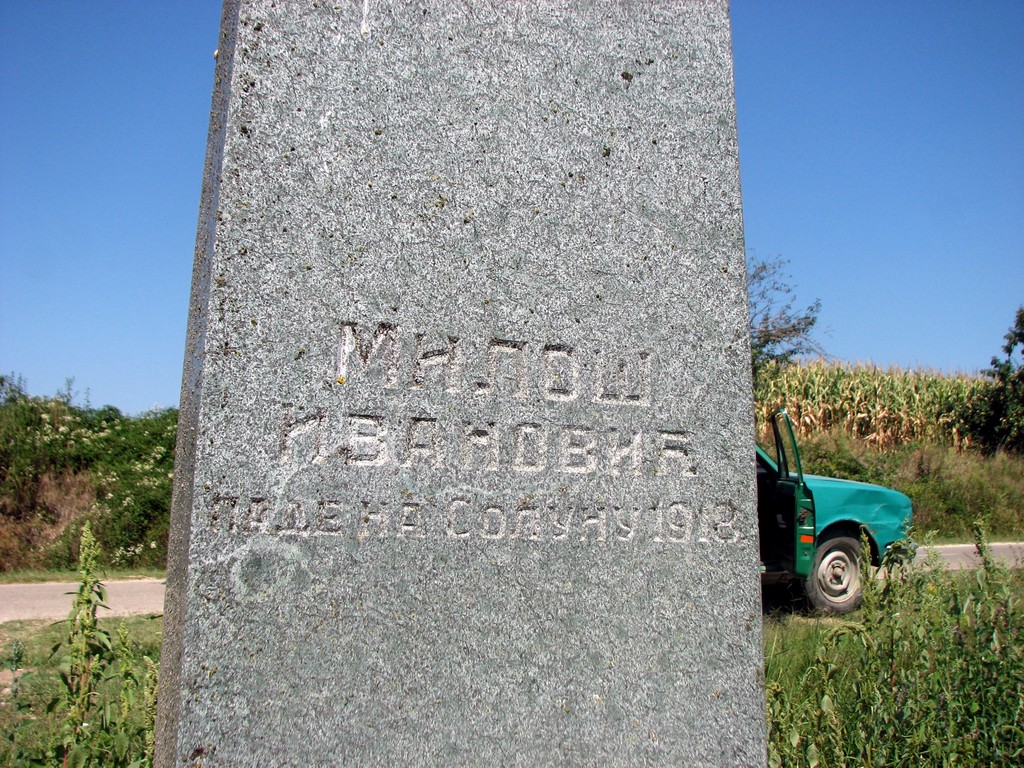 Милош
Ивановић
паде на Солуну 1918.